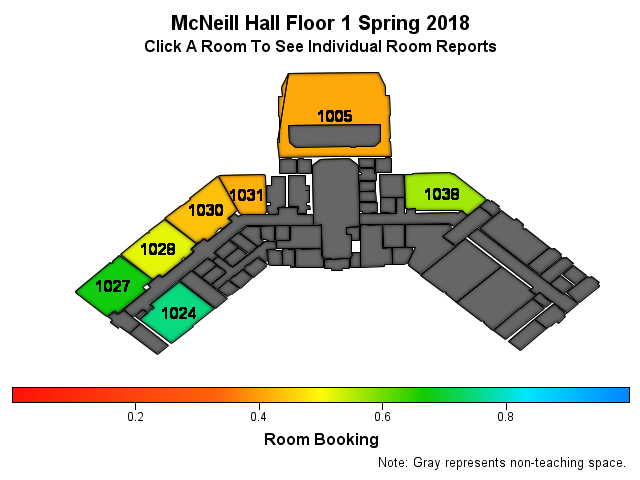 McNeill Hall Floor 1 Spring 2018
Click A Room To See Individual Room Reports
1005
1031
1038
1030
1028
1027
1024
0.2
0.4
0.6
0.8
Room Booking
Note: Gray represents non-teaching space.